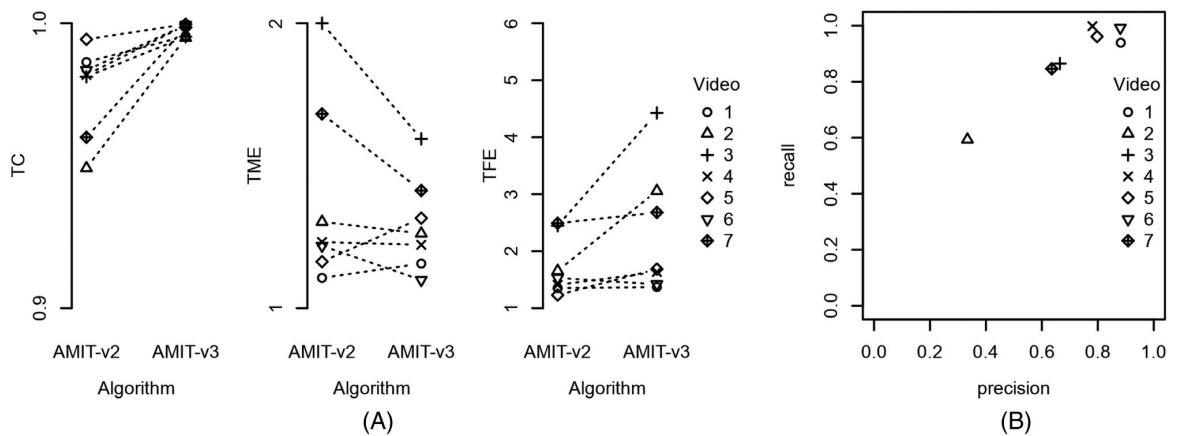 TC
1.0
0.9
AMIT-v2 AMIT-v3
Algorithm
TME
2
1
AMIT-v2 AMIT-v3
Algorithm
(A)
TFE
6
5
4
3
2
1
AMIT-v2 AMIT-v3
Algorithm
Video
1
2
3
4
5
6
7
recall
1.0
0.8
0.6
0.4
0.2
0.0
0.0 0.2 0.4 0.6 0.8 1.0
precision
Video
1
2
3
4
5
6
7
(B)